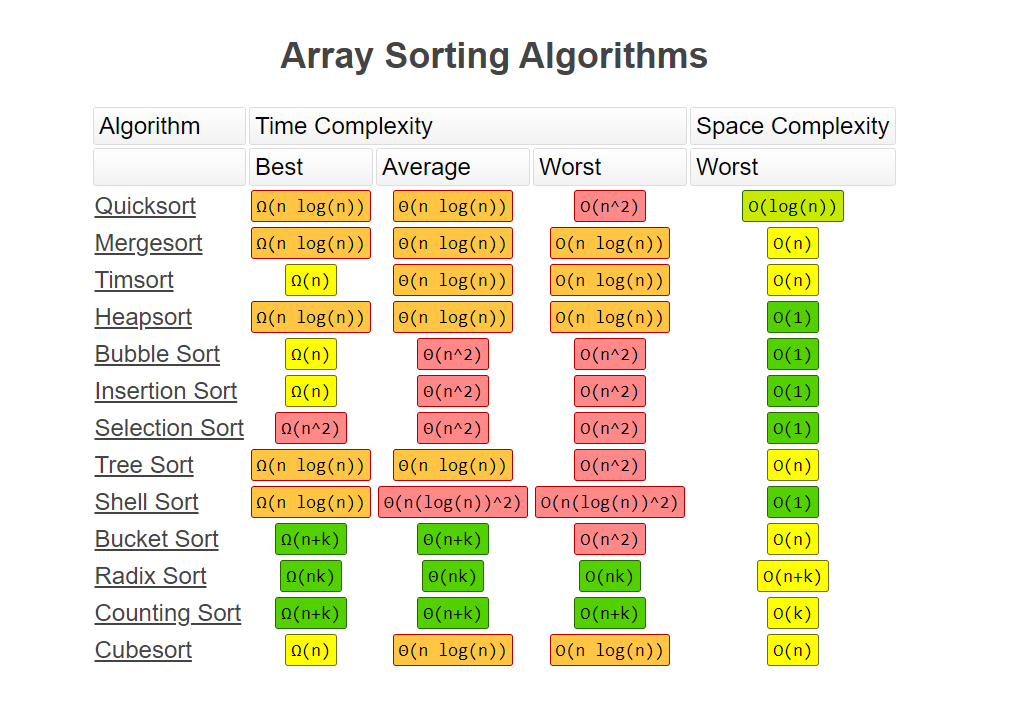 Array Sorting Algorithms
Algorithm Time Complexity Space Complexity
Best Average Worst Worst
Quicksort Ω(n log(n)) Θ(n log(n)) O(n^2) O(log(n))
Mergesort Ω(n log(n)) Θ(n log(n)) O(n log(n)) O(n)
Timsort Ω(n) Θ(n log(n)) O(n log(n)) O(n)
Heapsort Ω(n log(n)) Θ(n log(n)) O(n log(n)) O(1)
Bubble Sort Ω(n) Θ(n^2) O(n^2) O(1)
Insertion Sort Ω(n) Θ(n^2) O(n^2) O(1)
Selection Sort Ω(n^2) Θ(n^2) O(n^2) O(1)
Tree Sort Ω(n log(n)) Θ(n log(n)) O(n^2) O(n)
Shell Sort Ω(n log(n)) Θ(n(log(n))^2) O(n(log(n))^2) O(1)
Bucket Sort Ω(n+k) Θ(n+k) O(n^2) O(n)
Radix Sort Ω(nk) Θ(nk) O(nk) O(n+k)
Counting Sort Ω(n+k) Θ(n+k) O(n+k) O(k)
Cubesort Ω(n) Θ(n log(n)) O(n log(n)) O(n)